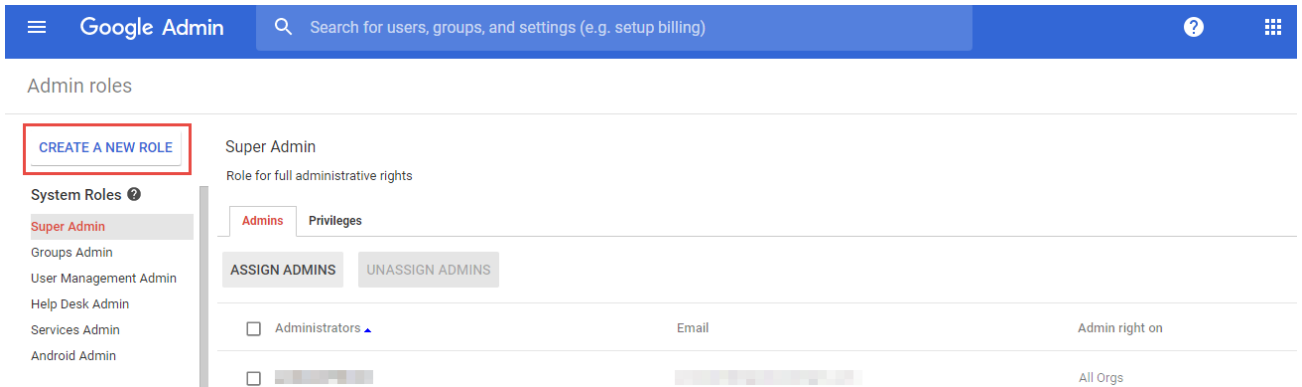 Google Admin
Search for users, groups, and settings (e.g. setup billing)
Admin roles
CREATE A NEW ROLE
System Roles
Super Admin
Groups Admin
User Management Admin
Help Desk Admin
Services Admin
Android Admin
Super Admin
Role for full administrative rights
Admins Privileges
ASSIGN ADMINS UNASSIGN ADMINS
Administrators Email Admin right on
All Orgs